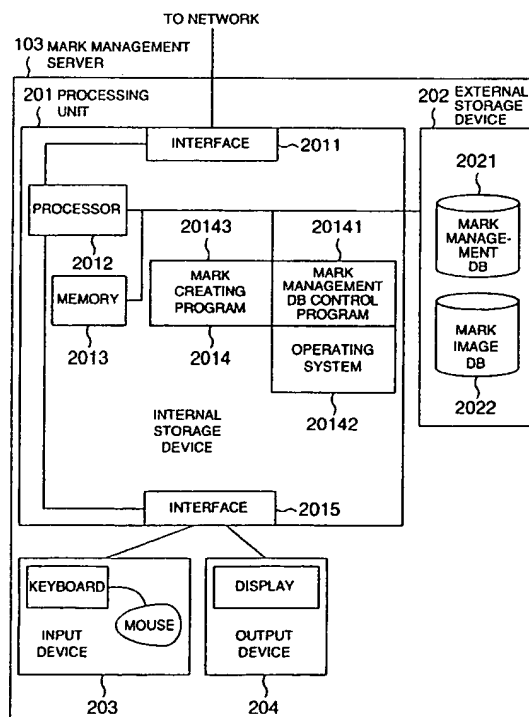 TO NETWORK
103 MARK MANAGEMENT
SERVER
201 PROCESSING
UNIT
202 EXTERNAL
STORAGE
DEVICE
INTERFACE
2011
2021
PROCESSOR
2012
20143
20141
MARK
MANAGE-
MENT
DB
MEMORY
2013
MARK
CREATING
PROGRAM
MARK
MANAGEMENT
DB CONTROL
PROGRAM
2014
OPERATING
SYSTEM
MARK
IMAGE
DB
2022
20142
INTERNAL
STORAGE
DEVICE
INTERFACE
2015
KEYBOARD
MOUSE
INPUT
DEVICE
DISPLAY
OUTPUT
DEVICE
203
204